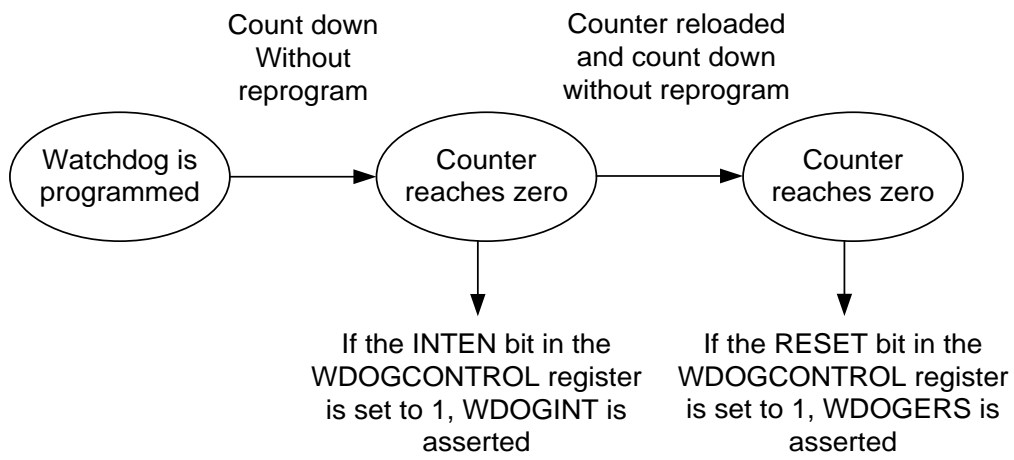 Count down
Without
reprogram
Counter reloaded
and count down
without reprogram
Watchdog is
programmed
Counter
reaches zero
Counter
reaches zero
If the INTEN bit in the
WDOGCONTROL register
is set to 1, WDOGINT is
asserted
If the RESET bit in the
WDOGCONTROL register
is set to 1, WDOGERS is
asserted